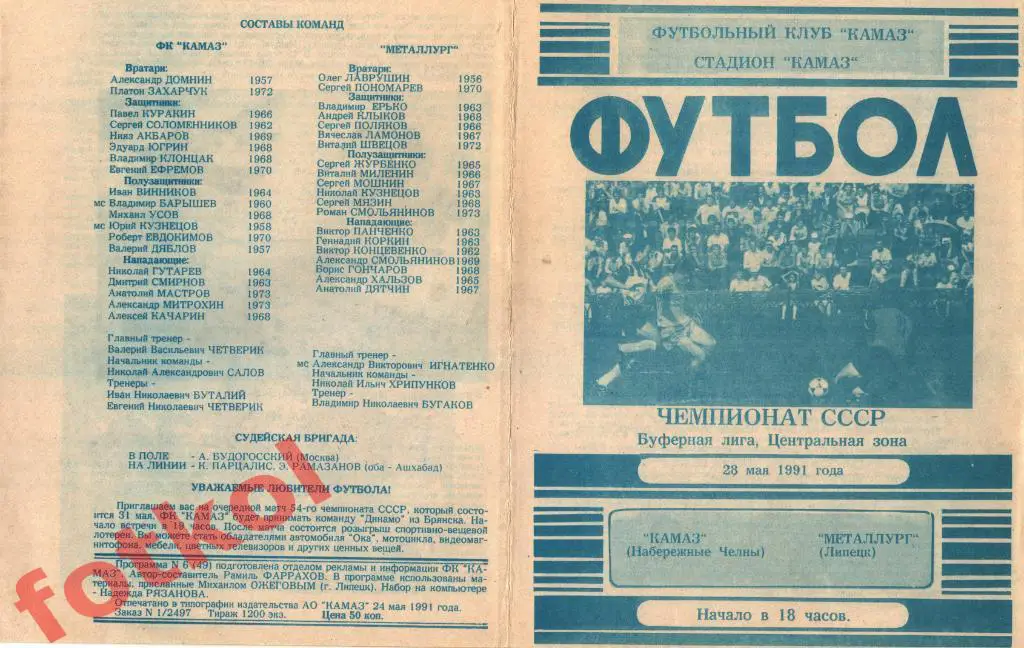 СОСТАВЫ КОМАНД
ФК "КАМАЗ"
Вратари:
Александр ДОМНИН 1957
Платон ЗАХАРЧУК 1972
Защитники:
Павел КУРАКИН 1966
Сергей СОЛОМЕННИКОВ 1962
Нияз АКБАРОВ 1969
Эдуард ЮГРИН 1968
Владимир КЛОНЦАК 1968
Евгений ЕФРЕМОВ 1970
Полузащитники:
Иван ВИННИКОВ 1964
мс Владимир БАРЫШЕВ 1960
Михаил УСОВ 1968
мс Юрий КУЗНЕЦОВ 1958
Роберт ЕВДОКИМОВ 1970
Валерий ДЯБЛОВ 1957
Нападающие:
Николай ГУТАРЕВ 1964
Дмитрий СМИРНОВ 1963
Анатолий МАСТРОВ 1973
Александр МИТРОХИН 1973
Алексей КАЧАРИН 1968
Главный тренер -
Валерий Васильевич ЧЕТВЕРИК
Начальник команды -
Николай Александрович САЛОВ
Тренеры -
Иван Николаевич БУТАЛИЙ
Евгений Николаевич ЧЕТВЕРИК
"МЕТАЛЛУРГ"
Вратари:
Олег ЛАВРУШИН 1956
Сергей ПОНОМАРЕВ 1970
Защитники:
Владимир ЕРЬКО 1963
Андрей КЛЫКОВ 1968
Сергей ПОЛЯКОВ 1966
Вячеслав ЛАМОНОВ 1967
Виталий ШВЕЦОВ 1972
Полузащитники:
Сергей ЖУРБЕНКО 1965
Виталий МИЛЕНИН 1966
Сергей МОШНИН 1967
Николай КУЗНЕЦОВ 1963
Сергей МЯЗИН 1968
Роман СМОЛЬЯНИНОВ 1973
Нападающие:
Виктор ПАНЧЕНКО 1963
Геннадий КОРКИН 1963
Виктор КОНЦЕВЕНКО 1962
Александр СМОЛЬЯНИНОВ 1969
Борис ГОНЧАРОВ 1968
Александр ХАЛЬЗОВ 1965
Анатолий ДЯТЧИН 1967
Главный тренер -
мс Александр Викторович ИГНАТЕНКО
Начальник команды -
Николай Ильич ХРИПУНКОВ
Тренер -
Владимир Николаевич БУГАКОВ
СУДЕЙСКАЯ БРИГАДА:
В ПОЛЕ - А. БУДОГОССКИЙ (Москва)
НА ЛИНИИ - К. ПАРЦАЛИС, Э. РАМАЗАНОВ (оба - Ашхабад)
УВАЖАЕМЫЕ ЛЮБИТЕЛИ ФУТБОЛА!
Приглашаем вас на очередной матч 54-го чемпионата СССР, который состо-
ится 31 мая. ФК "КАМАЗ" будет принимать команду "Динамо" из Брянска. На-
чало встречи в 19 часов. После матча состоится розыгрыш спортивно-вещевой
лотереи. Вы можете стать обладателями автомобиля "Ока", мотоцикла, видеомаг-
нитофона, мебели, цветных телевизоров и других ценных вещей.
Программа N 6 (49) подготовлена отделом рекламы и информации ФК "КА-
МАЗ". Автор-составитель Рамиль ФАРРАХОВ. В программе использованы ма-
териалы, присланные Михаилом ОЖЕГОВЫМ (г. Липецк). Набор на компьютере
- Надежда РЯЗАНОВА.
Отпечатано в типографии издательства АО "КАМАЗ" 24 мая 1991 года.
Заказ N 1/2497 Тираж 1200 экз. Цена 50 коп.
fotkol
ФУТБОЛЬНЫЙ КЛУБ "КАМАЗ"
СТАДИОН "КАМАЗ"
ФУТБОЛ
ЧЕМПИОНАТ СССР
Буферная лига, Центральная зона
28 мая 1991 года
"КАМАЗ"
(Набережные Челны)
"МЕТАЛЛУРГ"
(Липецк)
Начало в 18 часов.